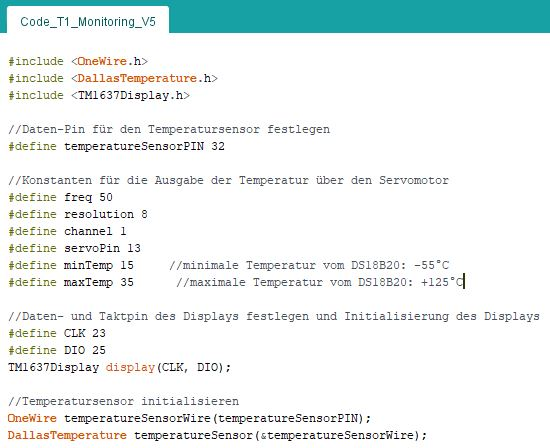 Code_T1_Monitoring_V5
#include <OneWire.h>
#include <DallasTemperature.h>
#include <TM1637Display.h>
//Daten-Pin für den Temperatursensor festlegen
#define temperatureSensorPIN 32
//Konstanten für die Ausgabe der Temperatur über den Servomotor
#define freq 50
#define resolution 8
#define channel 1
#define servoPin 13
#define minTemp 15     //minimale Temperatur vom DS18B20: -55°C
#define maxTemp 35      //maximale Temperatur vom DS18B20: +125°C
//Daten- und Taktpin des Displays festlegen und Initialisierung des Displays
#define CLK 23
#define DIO 25
TM1637Display display(CLK, DIO);
//Temperatursensor initialisieren
OneWire temperatureSensorWire(temperatureSensorPIN);
DallasTemperature temperatureSensor(&temperatureSensorWire);